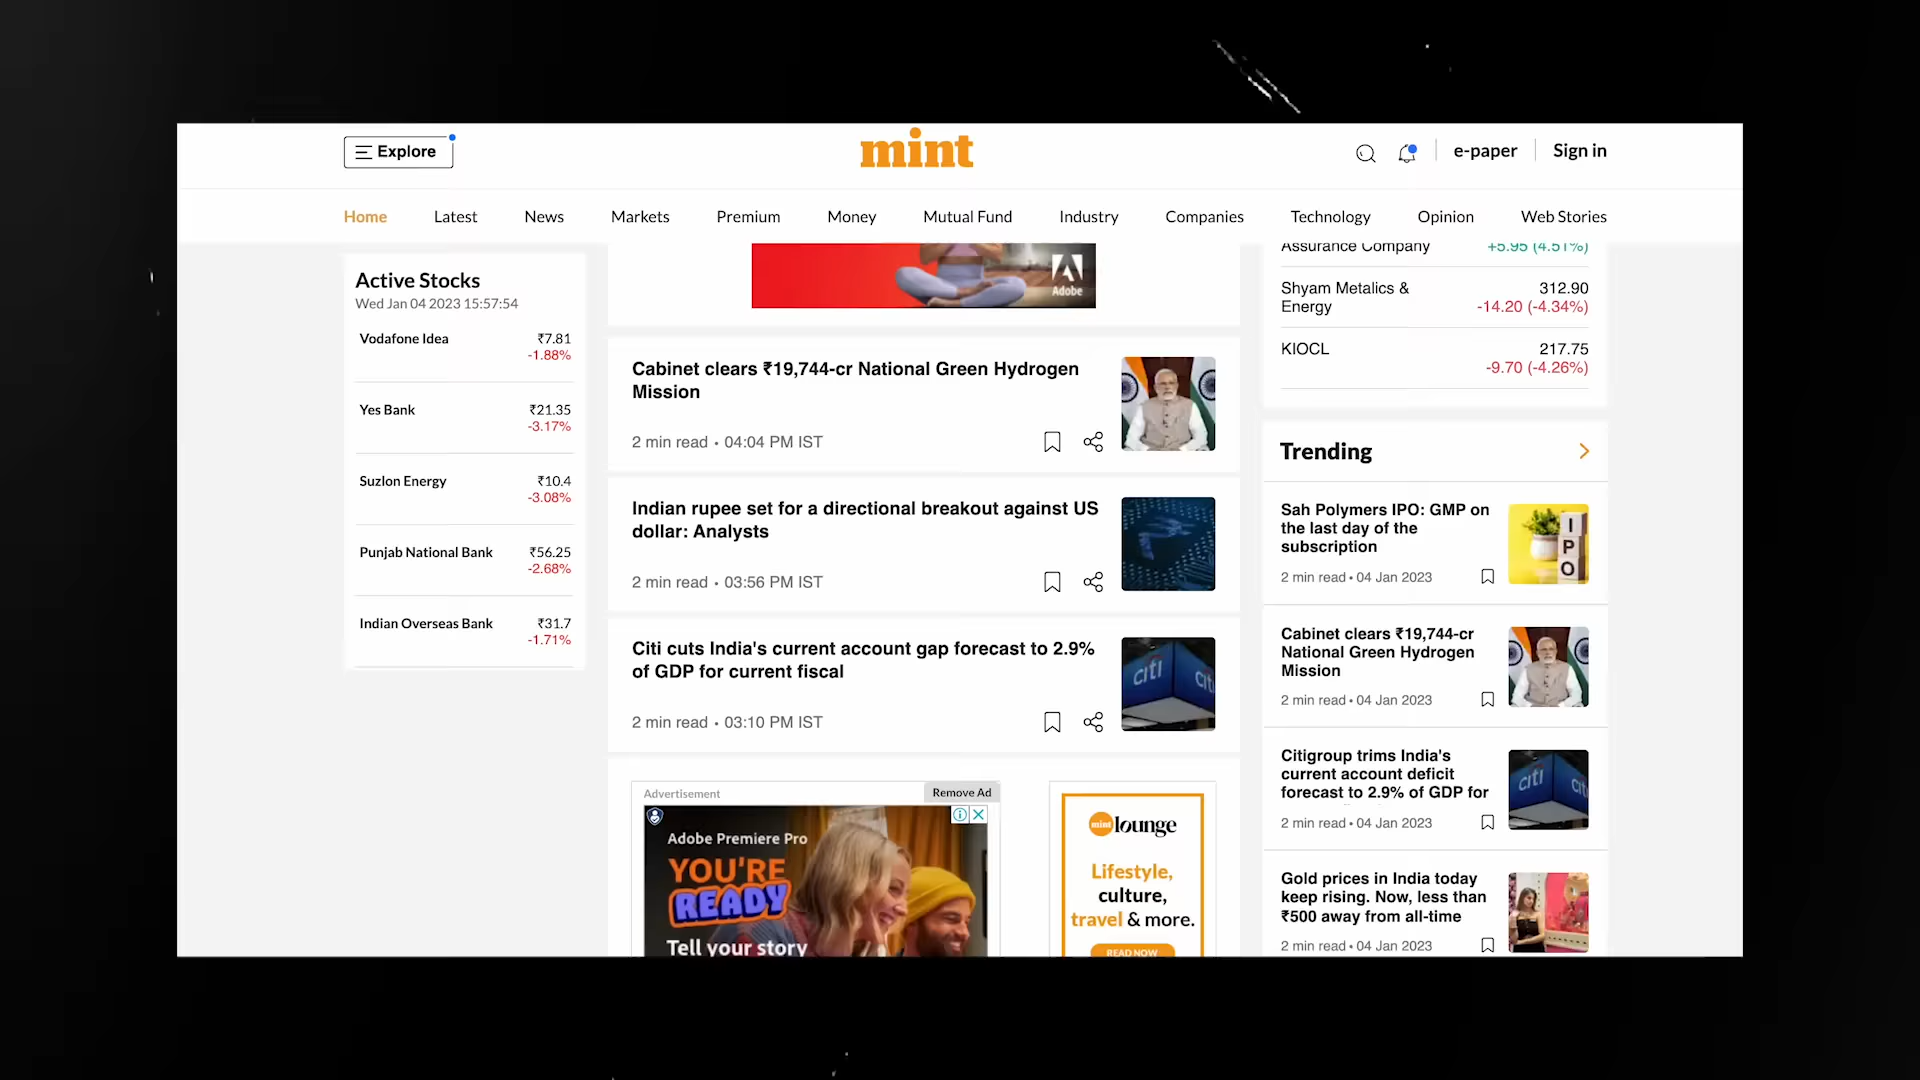 Explore
mint
e-paper
Sign in
Home
Latest
News
Markets
Premium
Money
Mutual Fund
Industry
Companies
Technology
Opinion
Web Stories
Active Stocks
Wed Jan 04 2023 15:57:54
Vodafone Idea
₹7.81
-1.88%
Yes Bank
₹21.35
-3.17%
Suzlon Energy
₹10.4
-3.08%
Punjab National Bank
₹56.25
-2.68%
Indian Overseas Bank
₹31.7
-1.71%
Adobe
Cabinet clears ₹19,744-cr National Green Hydrogen
Mission
2 min read • 04:04 PM IST
Indian rupee set for a directional breakout against US
dollar: Analysts
2 min read • 03:56 PM IST
Citi cuts India's current account gap forecast to 2.9%
of GDP for current fiscal
2 min read • 03:10 PM IST
citi
Advertisement
Remove Ad
Adobe Premiere Pro
YOU'RE
READY
Tell your story
mint lounge
Lifestyle,
culture,
travel & more.
READ NOW
Assurance Company
+5.95 (4.51%)
Shyam Metalics &
Energy
312.90
-14.20 (-4.34%)
KIOCL
217.75
-9.70 (-4.26%)
Trending
Sah Polymers IPO: GMP on
the last day of the
subscription
2 min read • 04 Jan 2023
IPO
Cabinet clears ₹19,744-cr
National Green Hydrogen
Mission
2 min read • 04 Jan 2023
Citigroup trims India's
current account deficit
forecast to 2.9% of GDP for
2 min read • 04 Jan 2023
citi
Gold prices in India today
keep rising. Now, less than
₹500 away from all-time
2 min read • 04 Jan 2023